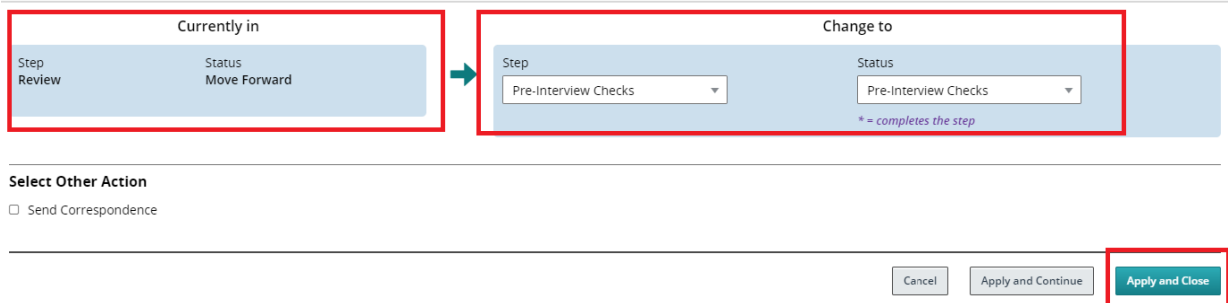 Currently in
Change to
Step
Status
Review
Move Forward
Step
Status
Pre-Interview Checks
Pre-Interview Checks
* = completes the step
Select Other Action
Send Correspondence
Cancel
Apply and Continue
Apply and Close